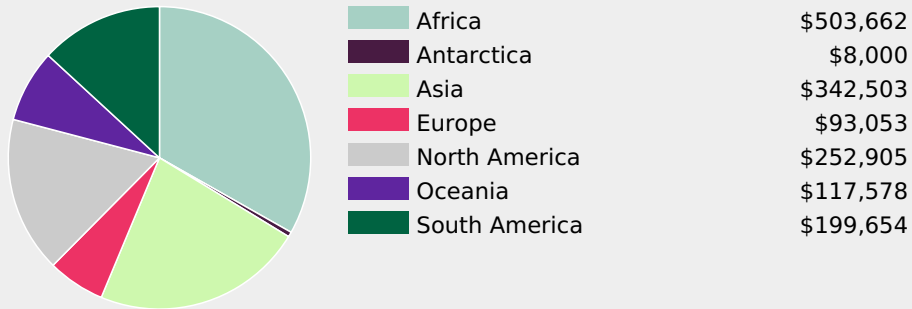 Africa $503,662
Antarctica $8,000
Asia $342,503
Europe $93,053
North America $252,905
Oceania $117,578
South America $199,654